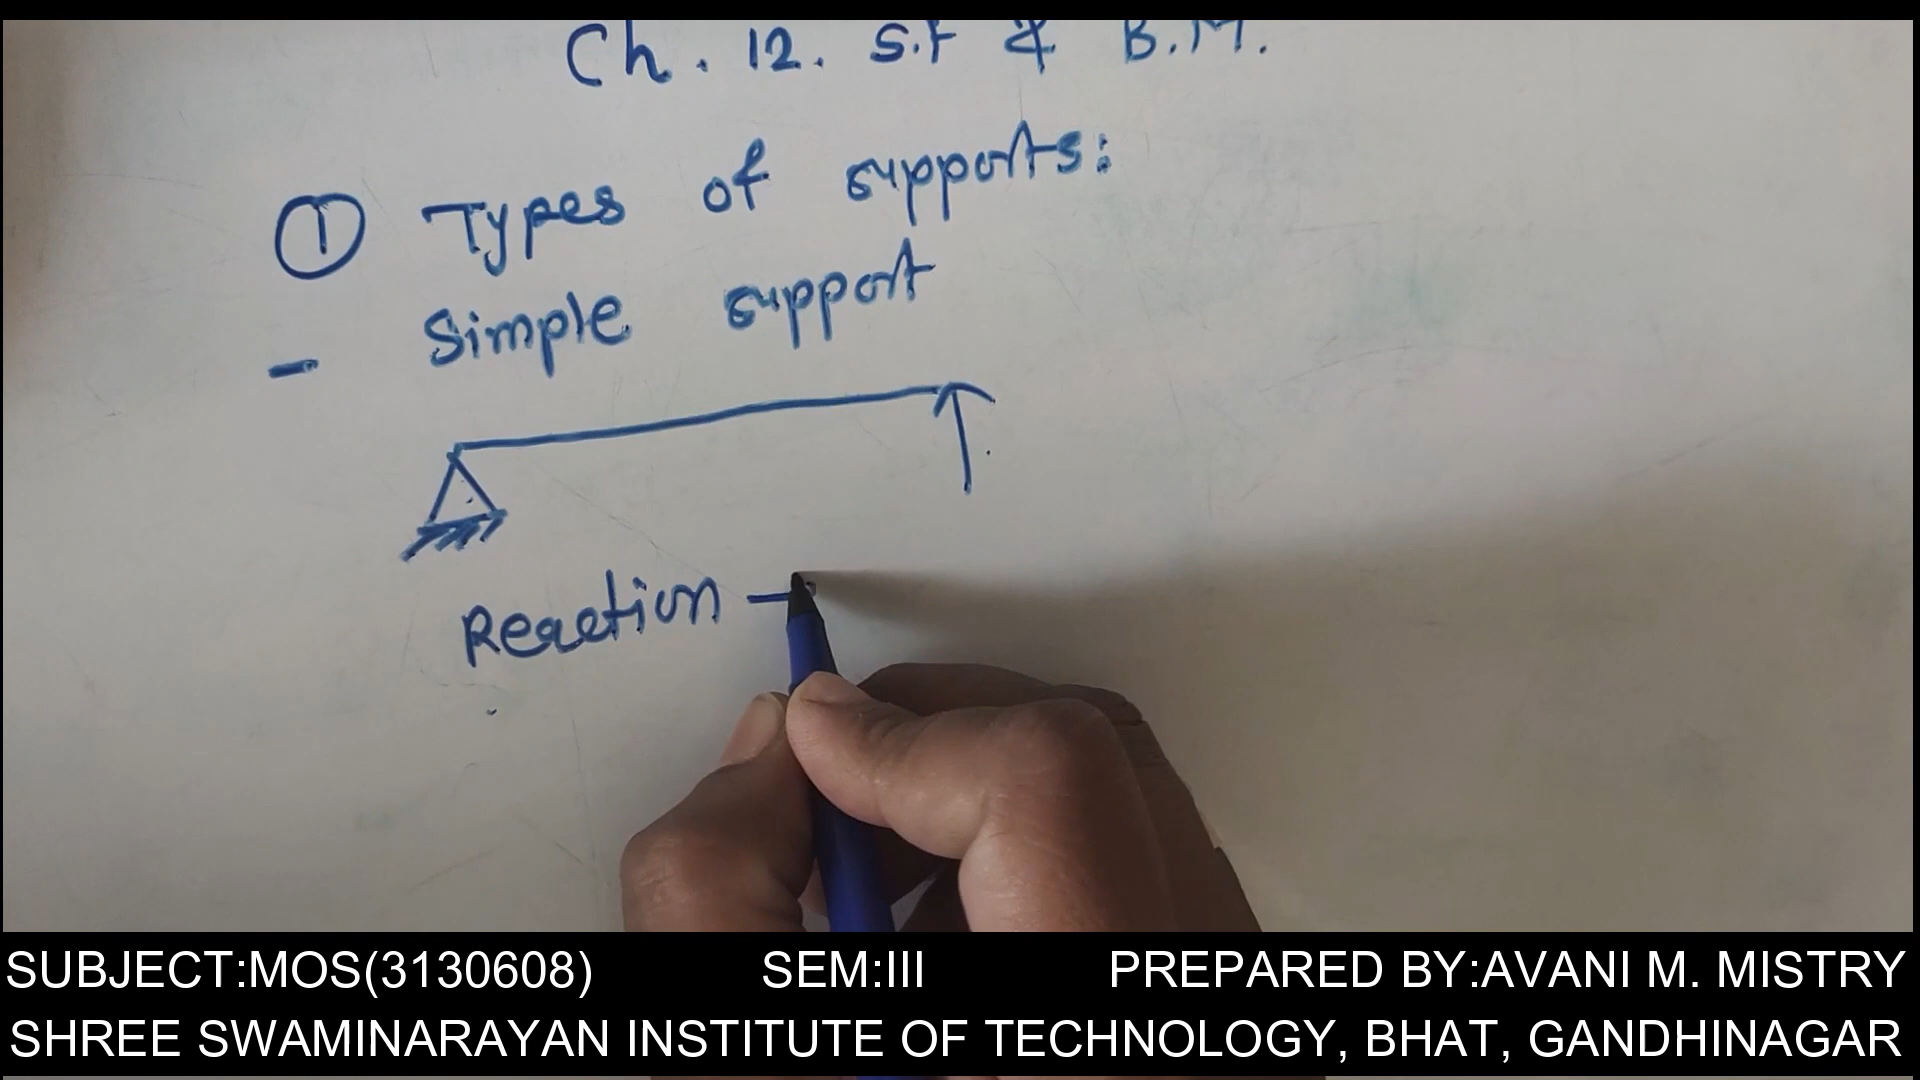 Ch. 12. S.F & B.M.
① Types of supports:
- Simple support
Reaction -
SUBJECT:MOS(3130608) SEM:III PREPARED BY:AVANI M. MISTRY
SHREE SWAMINARAYAN INSTITUTE OF TECHNOLOGY, BHAT, GANDHINAGAR